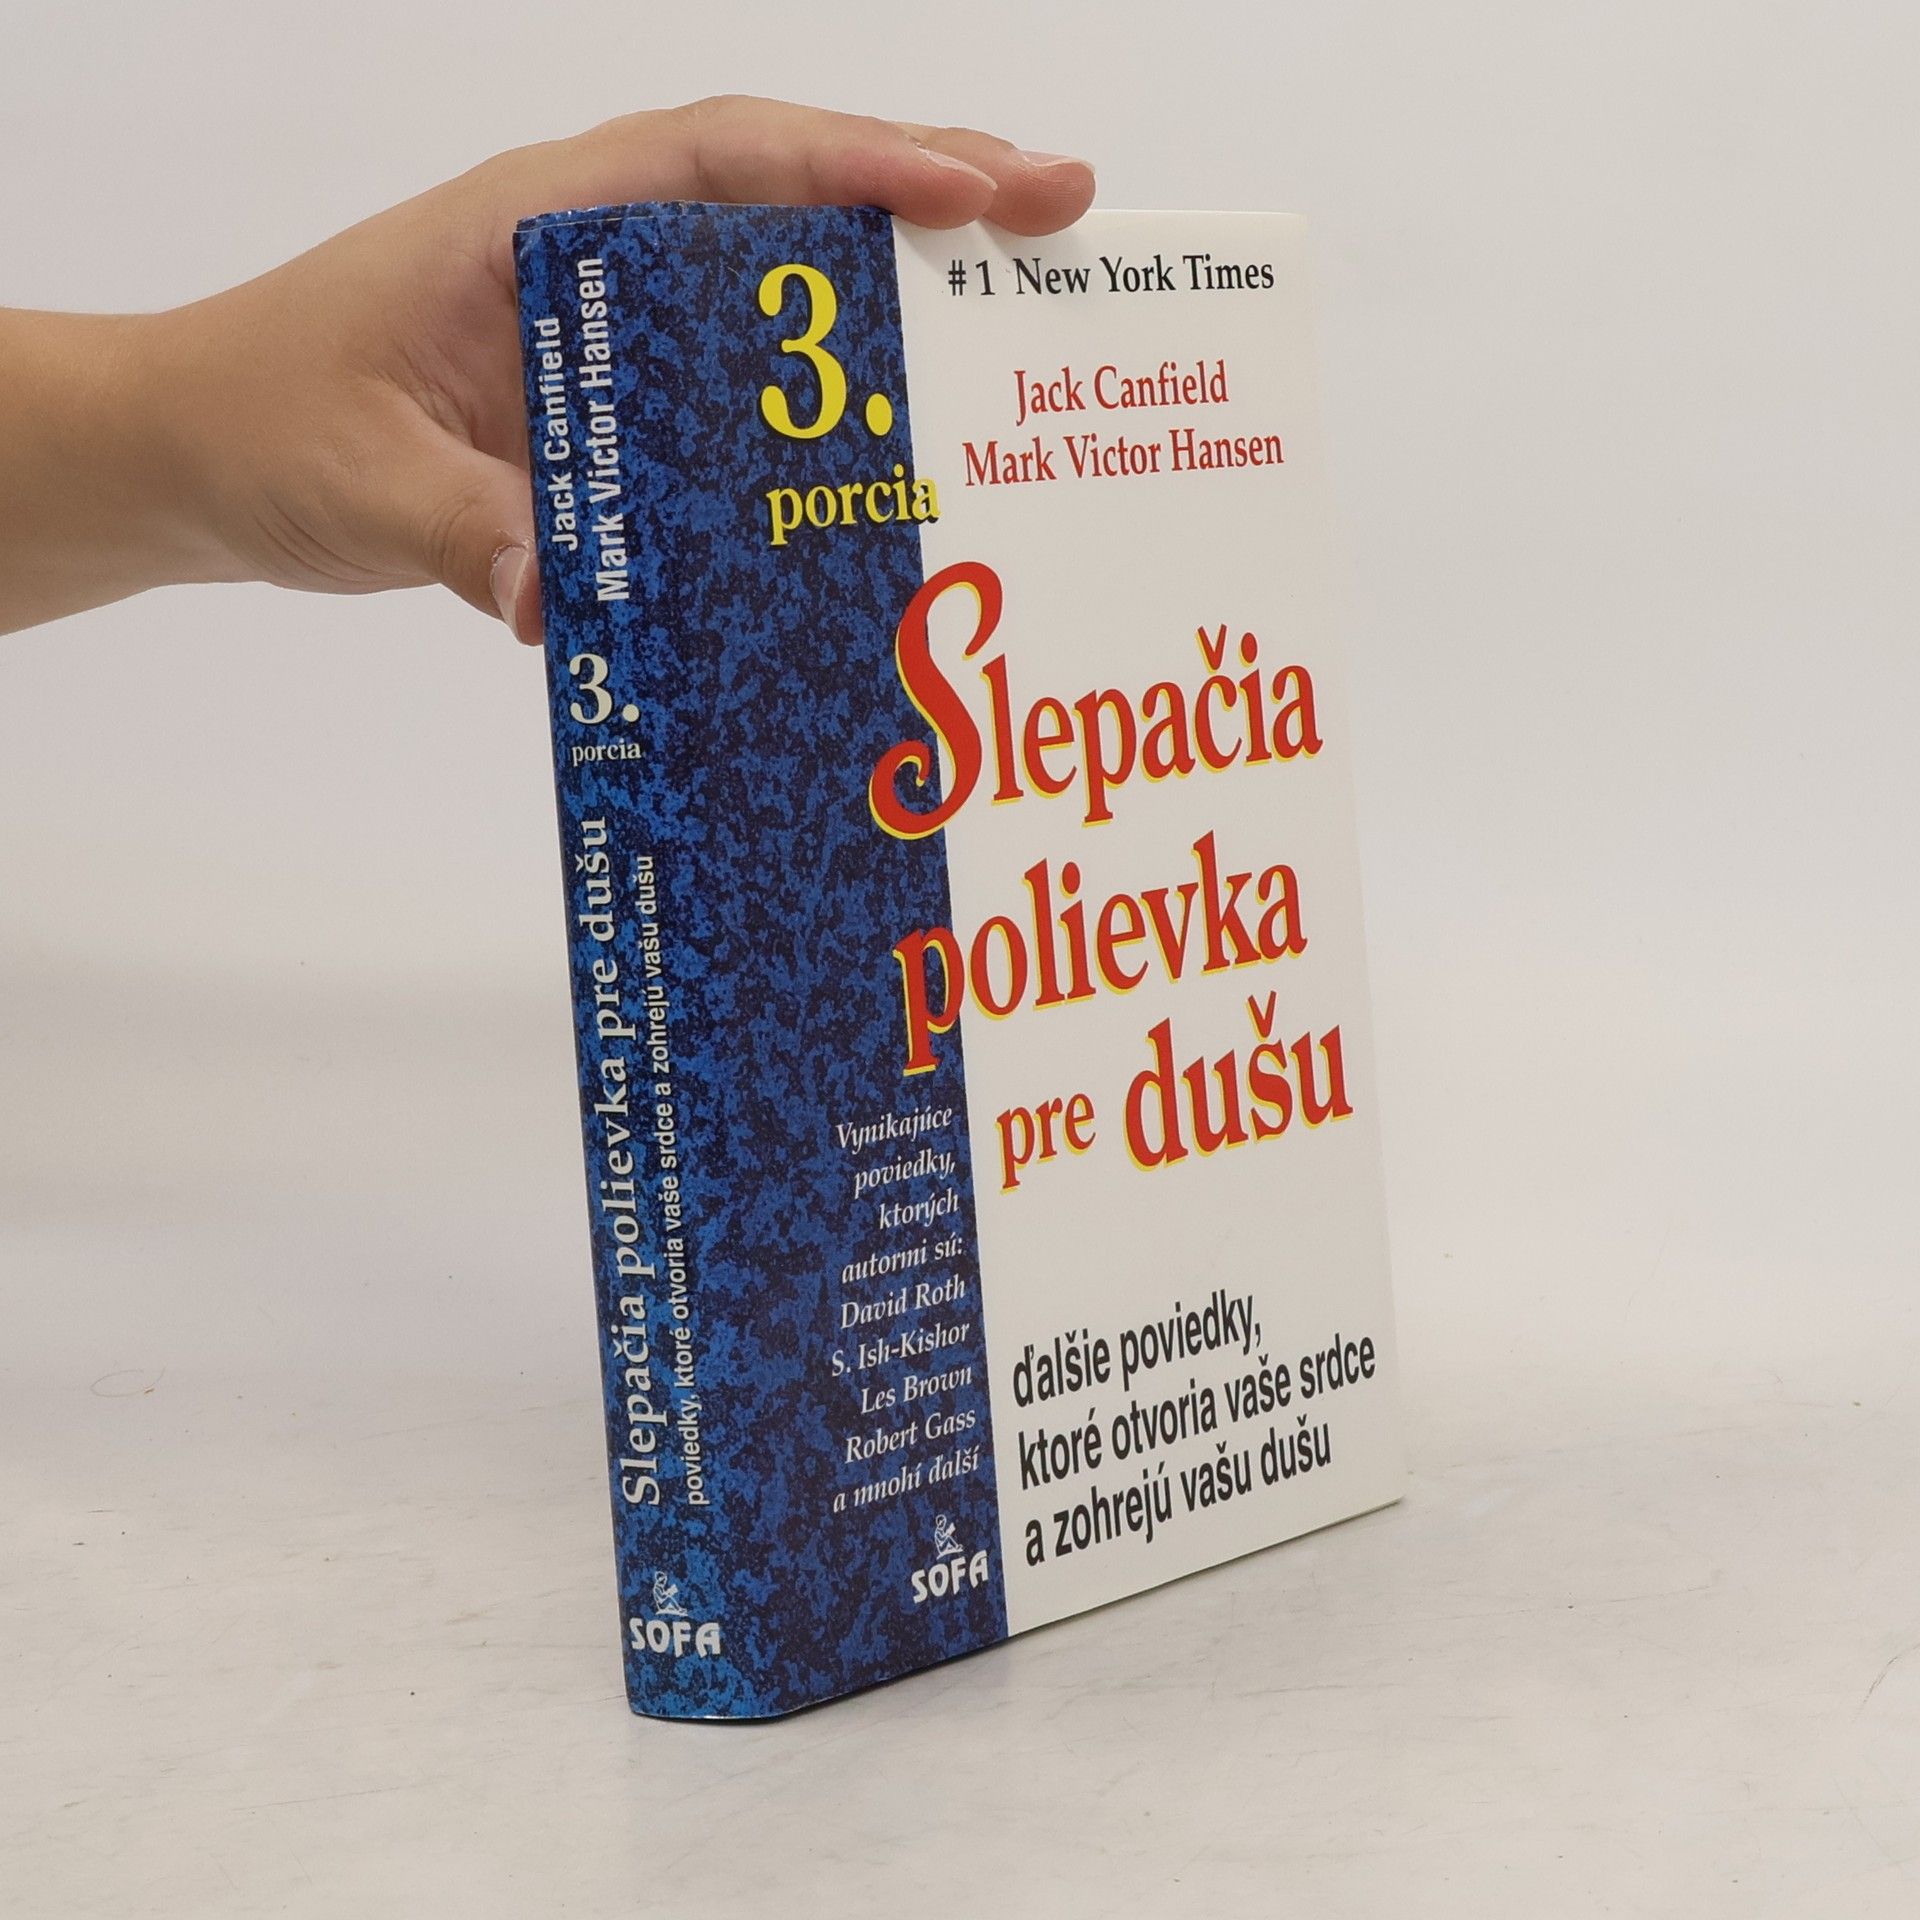 Jack Canfield
Mark Victor Hansen
3.
porcia
Slepačia polievka pre dušu
poviedky, ktoré otvoria vaše srdce a zohrejú vašu dušu
SOFA
3.
porcia
# 1 New York Times
Jack Canfield
Mark Victor Hansen
Slepačia
polievka
pre dušu
Vynikajúce
poviedky,
ktorých
autormi sú:
David Roth
S. Ish-Kishor
Les Brown
Robert Gass
a mnohí ďalší
SOFA
ďalšie poviedky,
ktoré otvoria vaše srdce
a zohrejú vašu dušu